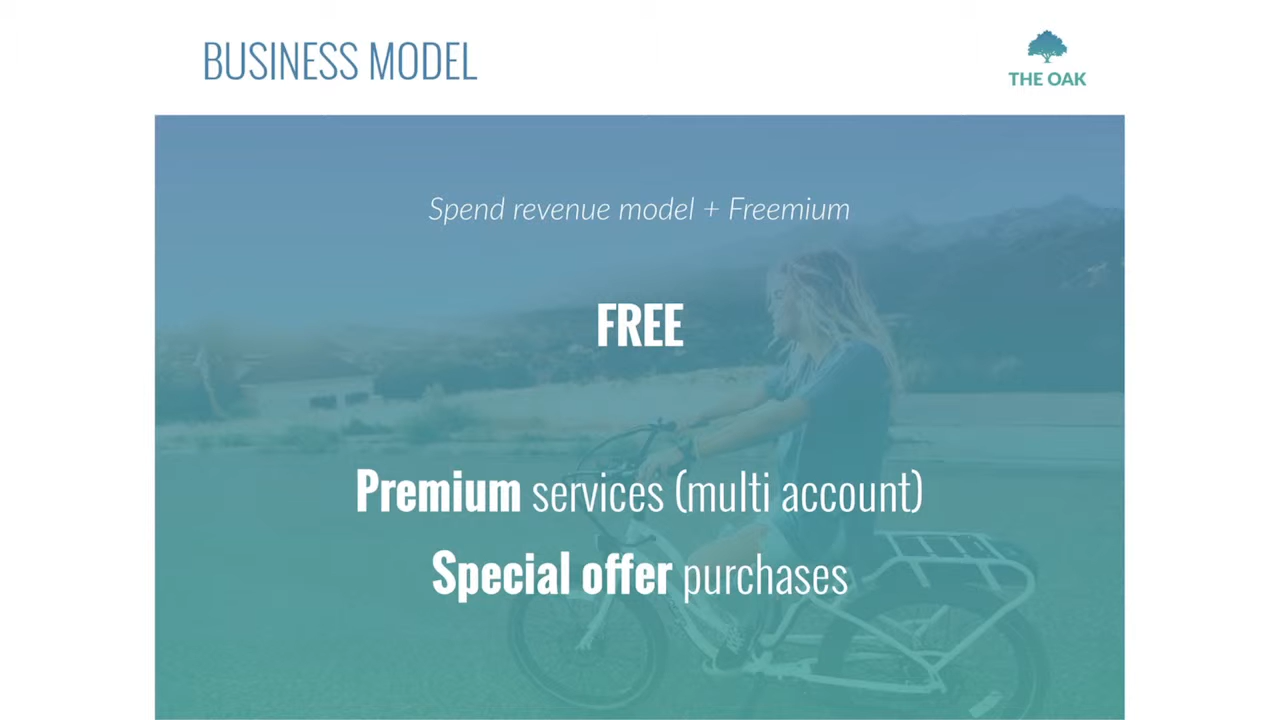 BUSINESS MODEL
THE OAK
Spend revenue model + Freemium
FREE
Premium services (multi account)
Special offer purchases